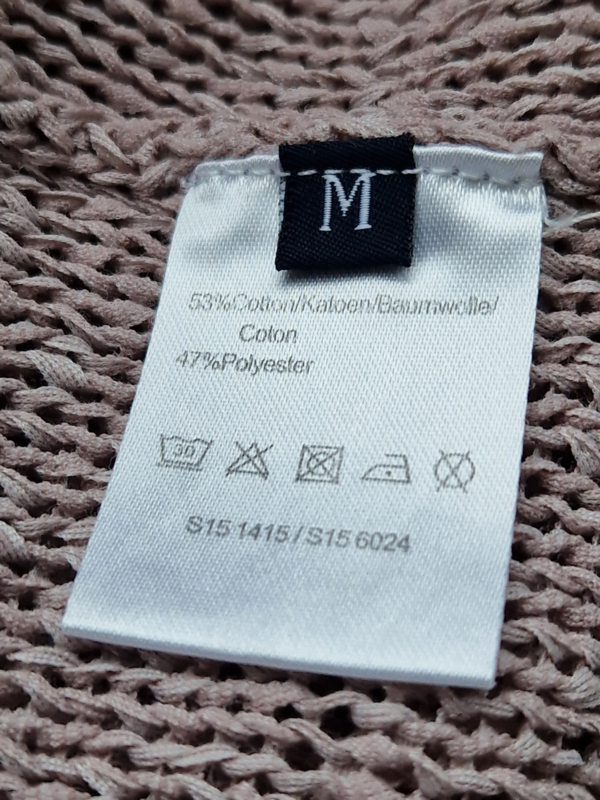 M
53%Cotton/Katoen/Baumwolle/
Coton
47%Polyester
30
S15 1415 / S15 6024